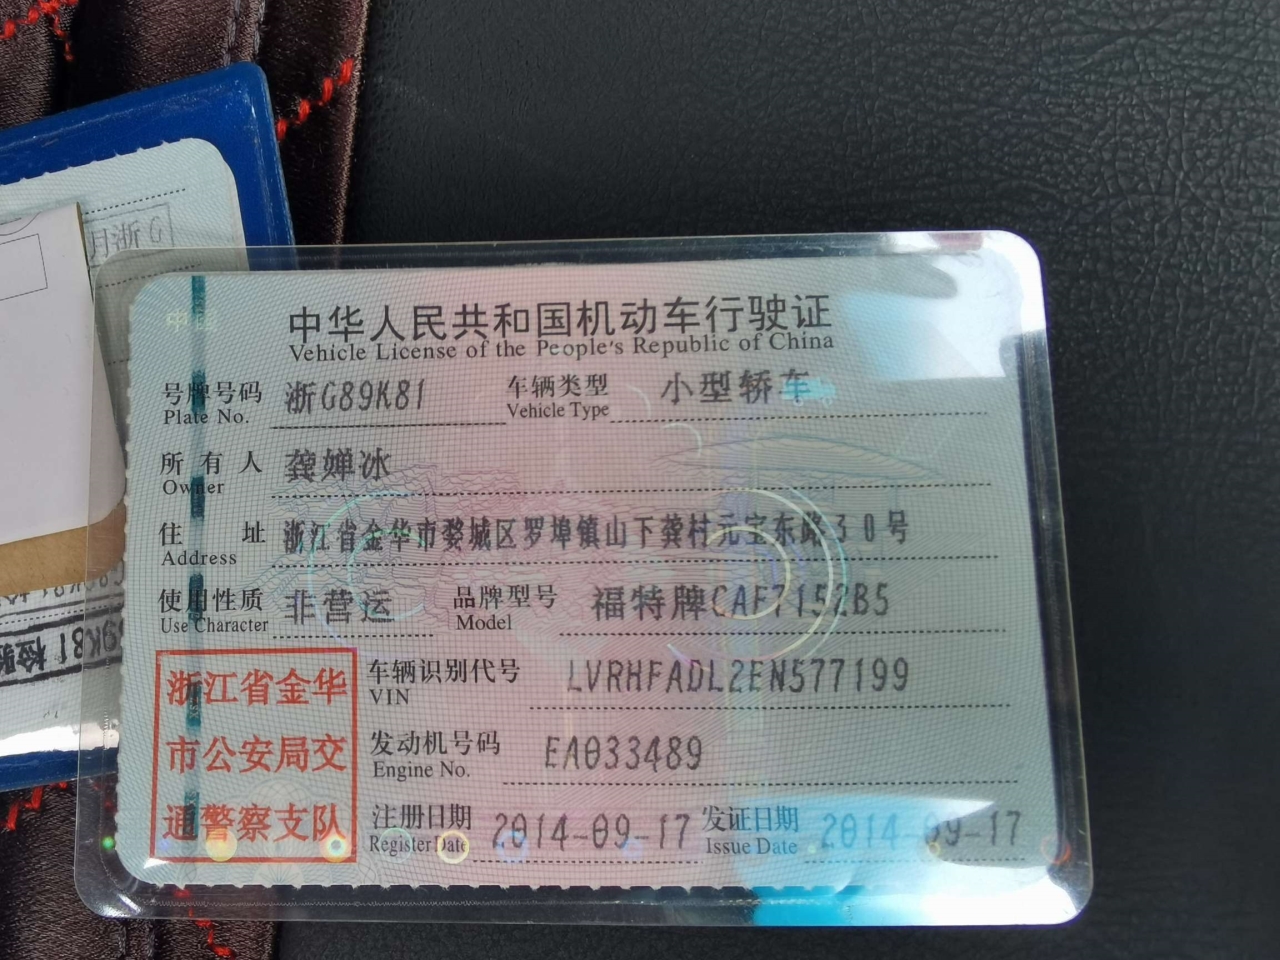 中华人民共和国机动车行驶证
Vehicle License of the People's Republic of China
号牌号码 浙G89K81 车辆类型 小型轿车
Plate No. Vehicle Type
所有人 龚婵冰
Owner
住址 浙江省金华市婺城区罗埠镇山下龚村元宝东路30号
Address
使用性质 非营运 品牌型号 福特牌CAF7152B5
Use Character Model
浙江省金华
市公安局交
通警察支队
车辆识别代号 LVRHFADL2EN577199
VIN
发动机号码 EA033489
Engine No.
注册日期 2014-09-17 发证日期 2014-09-17
Register Date Issue Date